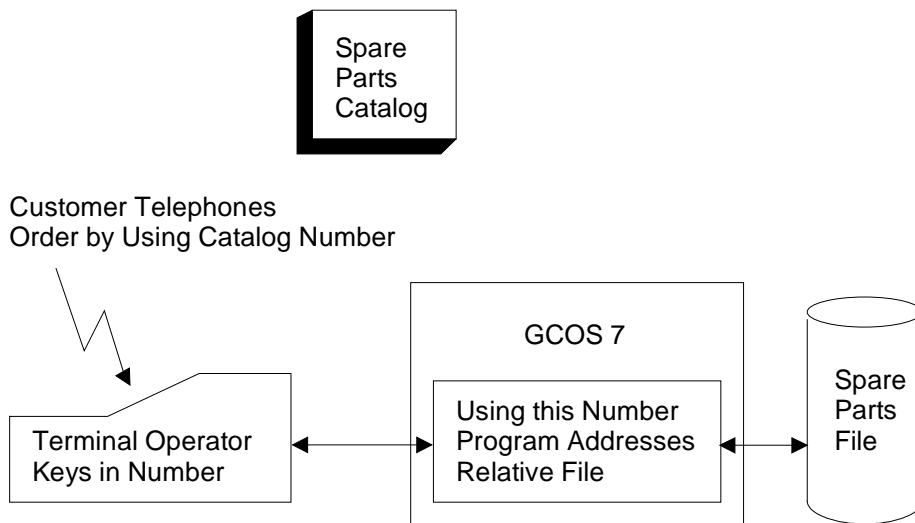 Spare
Parts
Catalog
Customer Telephones
Order by Using Catalog Number
GCOS 7
Terminal Operator
Keys in Number
Using this Number
Program Addresses
Relative File
Spare
Parts
File